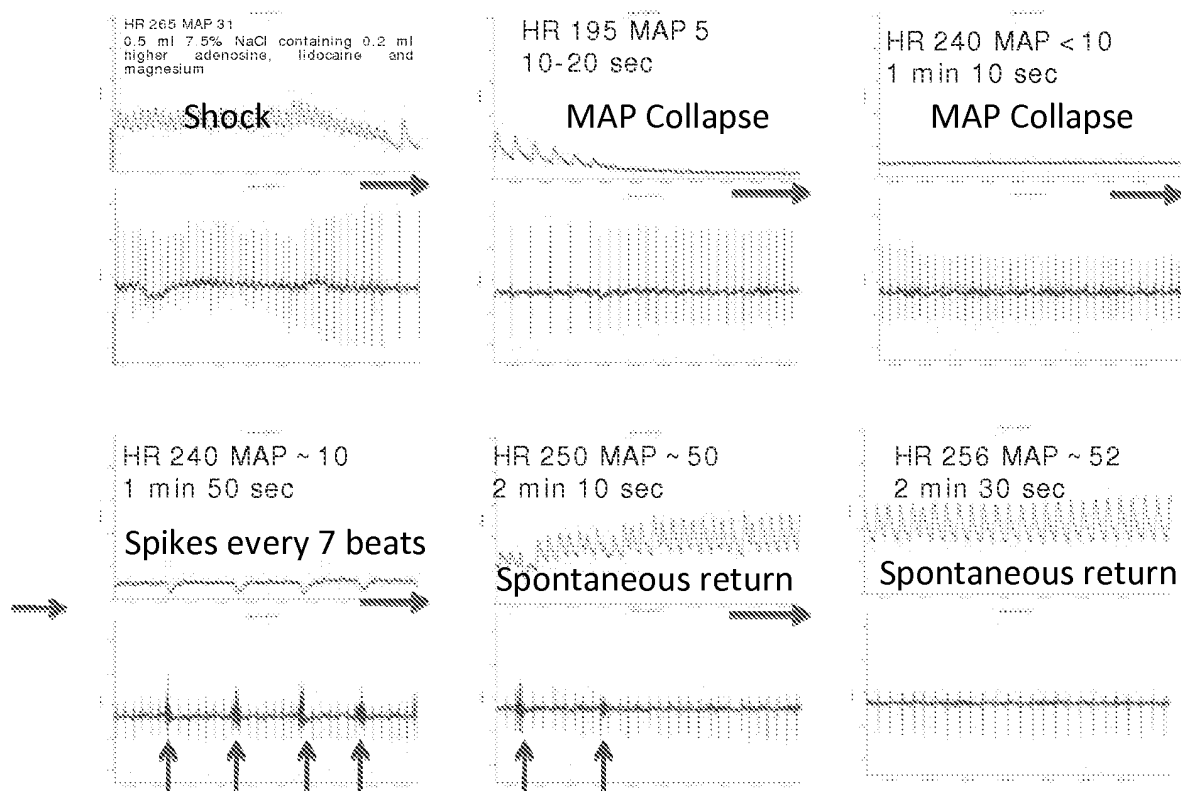 HR 265 MAP 31
0.5 ml 7.5% NaCl containing 0.2 ml
higher adenosine, lidocaine and
magnesium
Shock
HR 195 MAP 5
10-20 sec
MAP Collapse
HR 240 MAP < 10
1 min 10 sec
MAP Collapse
HR 240 MAP ~ 10
1 min 50 sec
Spikes every 7 beats
HR 250 MAP ~ 50
2 min 10 sec
Spontaneous return
HR 256 MAP ~ 52
2 min 30 sec
Spontaneous return